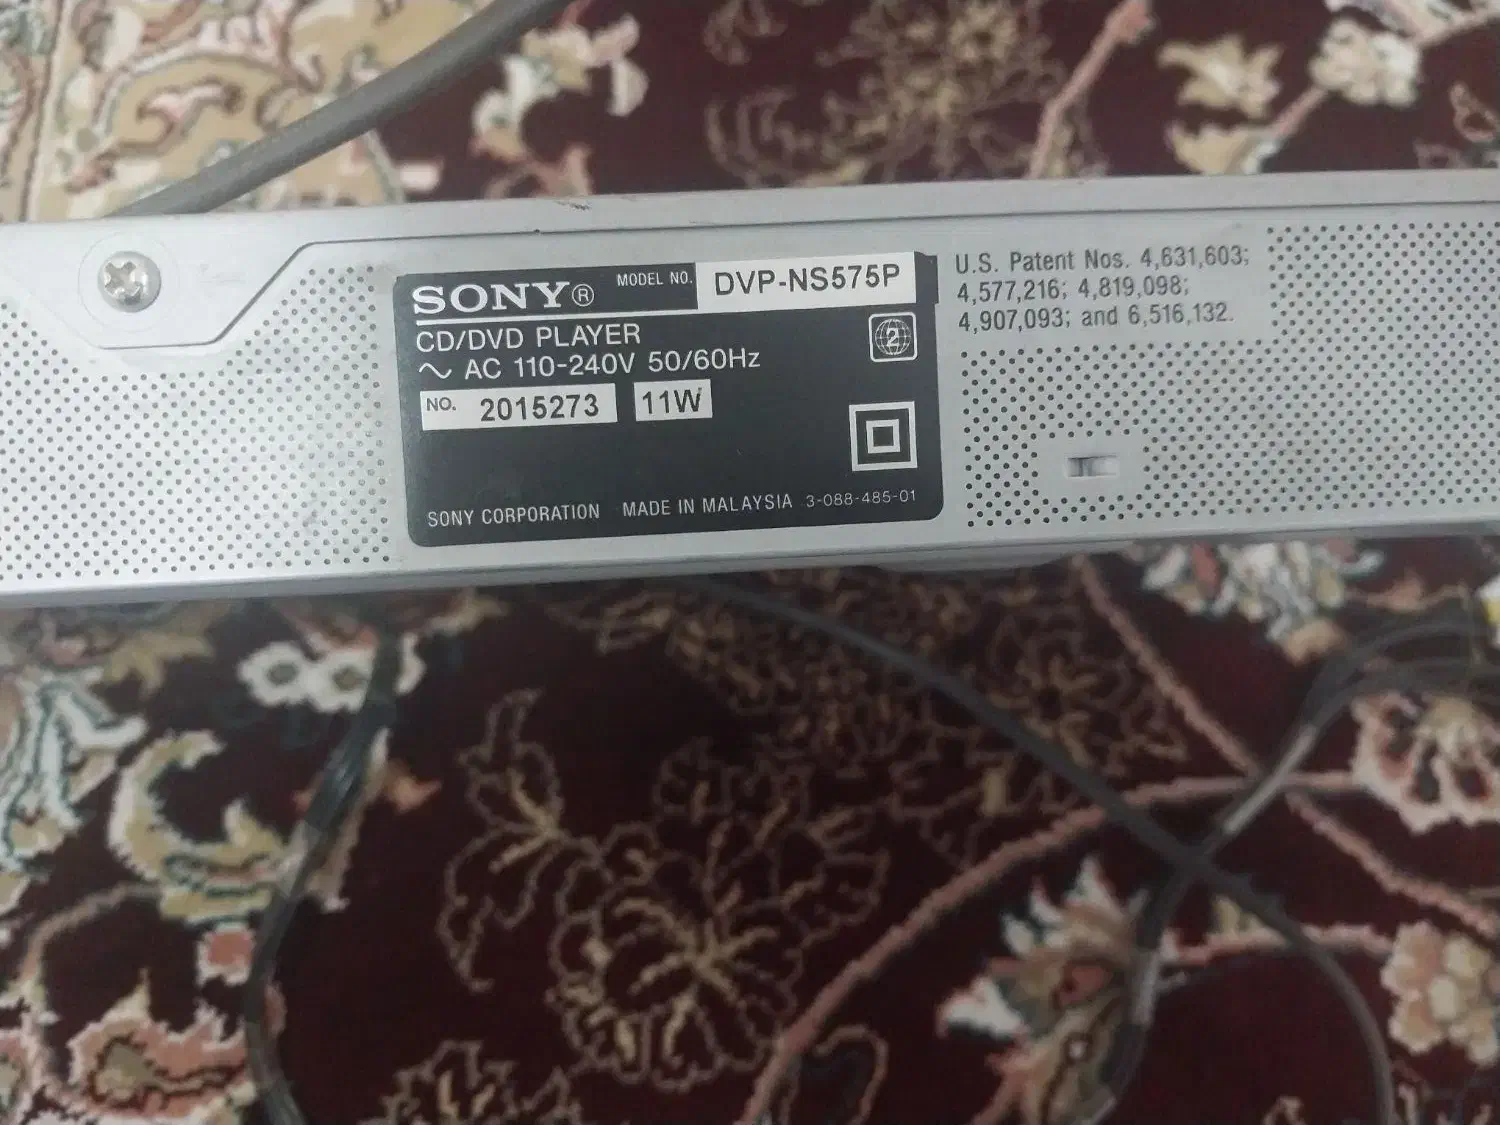 SONY® MODEL NO. DVP-NS575P
CD/DVD PLAYER
2
~ AC 110-240V 50/60Hz
NO. 2015273 11W
SONY CORPORATION MADE IN MALAYSIA 3-088-485-01
U.S. Patent Nos. 4,631,603;
4,577,216; 4,819,098;
4,907,093; and 6,516,132.